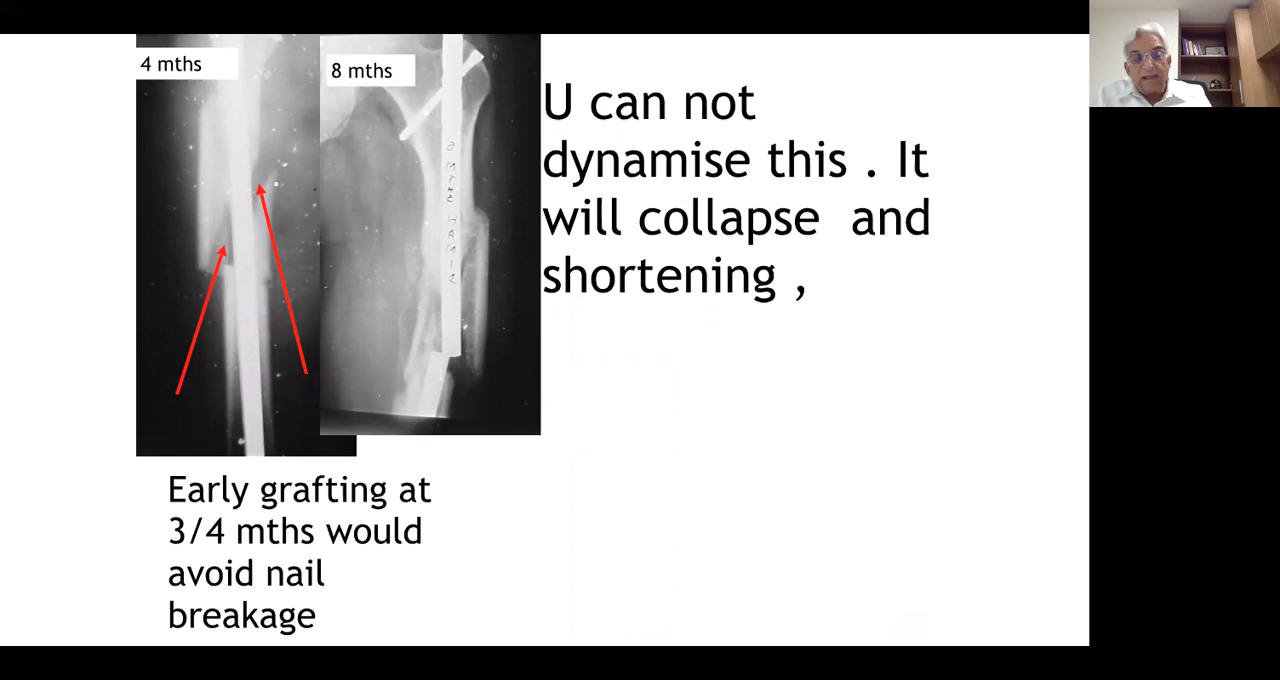 4 mths
8 mths
U can not
dynamise this . It
will collapse and
shortening ,
Early grafting at
3/4 mths would
avoid nail
breakage